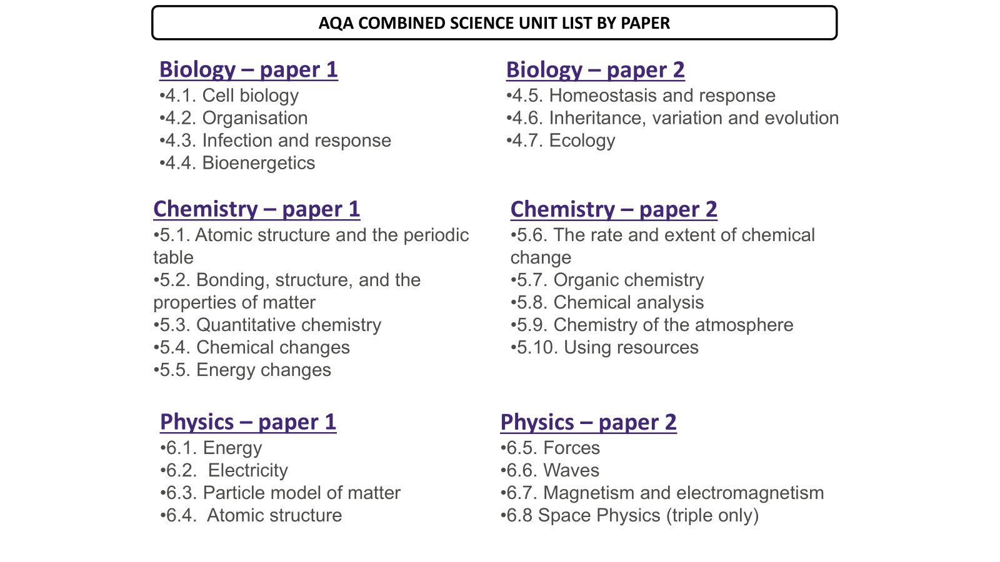 AQA COMBINED SCIENCE UNIT LIST BY PAPER
Biology – paper 1
•4.1. Cell biology
•4.2. Organisation
•4.3. Infection and response
•4.4. Bioenergetics
Biology – paper 2
•4.5. Homeostasis and response
•4.6. Inheritance, variation and evolution
•4.7. Ecology
Chemistry – paper 1
•5.1. Atomic structure and the periodic
table
•5.2. Bonding, structure, and the
properties of matter
•5.3. Quantitative chemistry
•5.4. Chemical changes
•5.5. Energy changes
Chemistry – paper 2
•5.6. The rate and extent of chemical
change
•5.7. Organic chemistry
•5.8. Chemical analysis
•5.9. Chemistry of the atmosphere
•5.10. Using resources
Physics – paper 1
•6.1. Energy
•6.2.  Electricity
•6.3. Particle model of matter
•6.4.  Atomic structure
Physics – paper 2
•6.5. Forces
•6.6. Waves
•6.7. Magnetism and electromagnetism
•6.8 Space Physics (triple only)